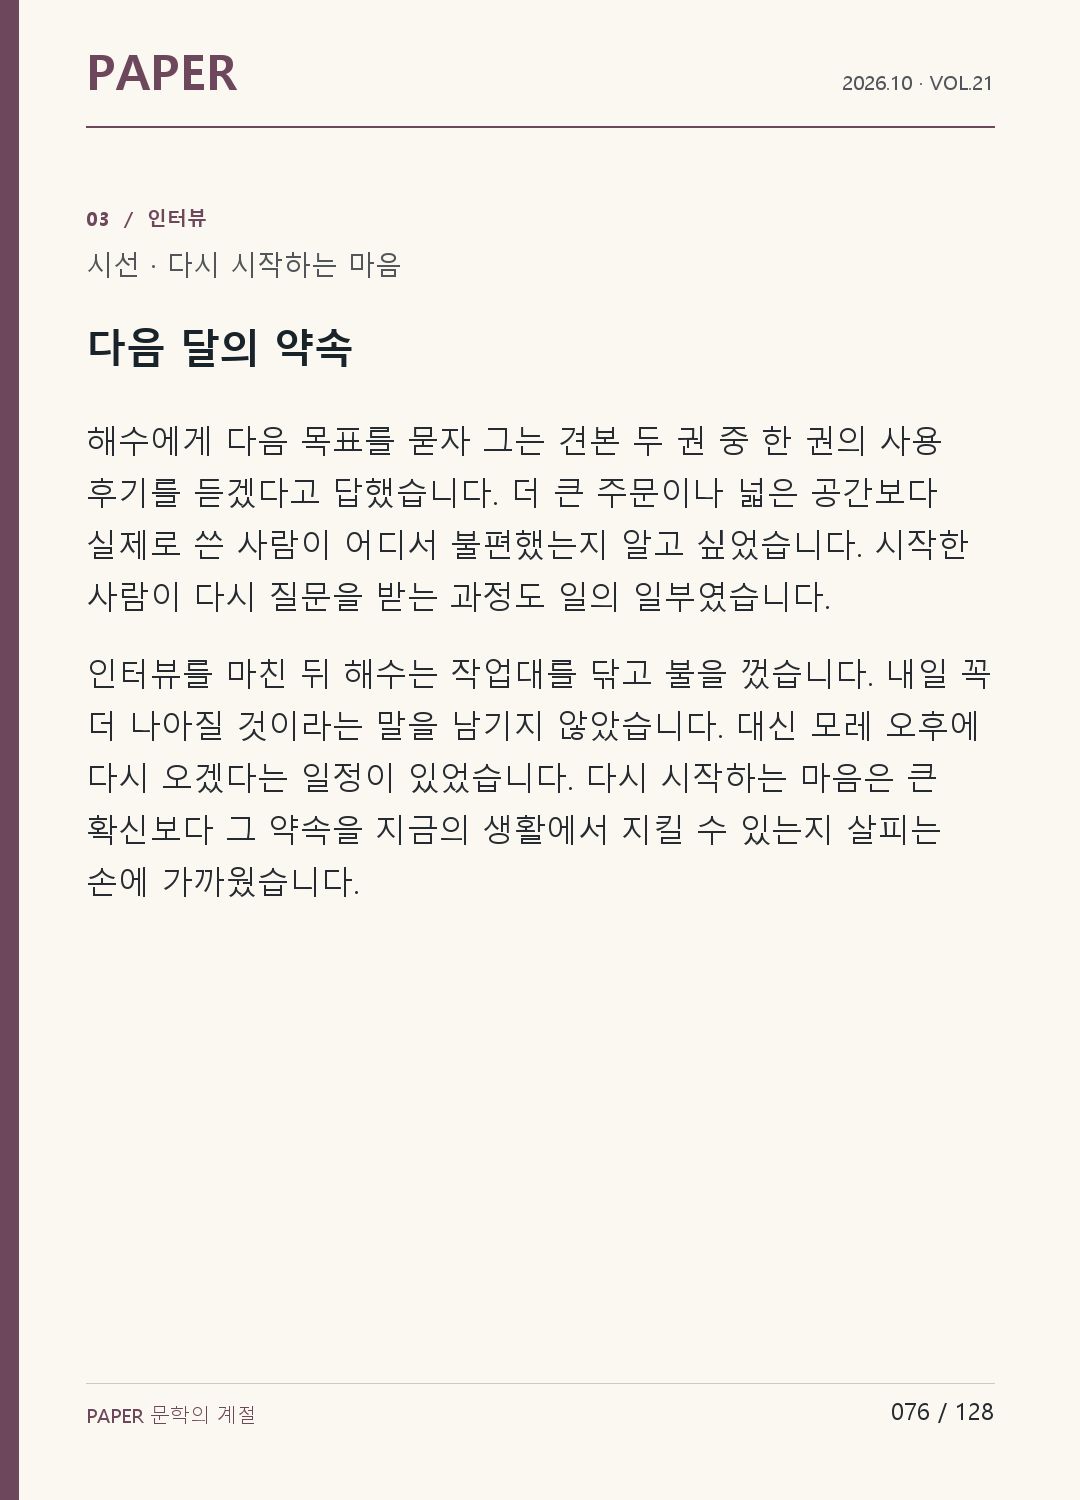 PAPER
2026.10 · VOL.21
03 / 인터뷰
시선 · 다시 시작하는 마음
다음 달의 약속
해수에게 다음 목표를 묻자 그는 견본 두 권 중 한 권의 사용
후기를 듣겠다고 답했습니다. 더 큰 주문이나 넓은 공간보다
실제로 쓴 사람이 어디서 불편했는지 알고 싶었습니다. 시작한
사람이 다시 질문을 받는 과정도 일의 일부였습니다.
인터뷰를 마친 뒤 해수는 작업대를 닦고 불을 껐습니다. 내일 꼭
더 나아질 것이라는 말을 남기지 않았습니다. 대신 모레 오후에
다시 오겠다는 일정이 있었습니다. 다시 시작하는 마음은 큰
확신보다 그 약속을 지금의 생활에서 지킬 수 있는지 살피는
손에 가까웠습니다.
PAPER 문학의 계절
076 / 128